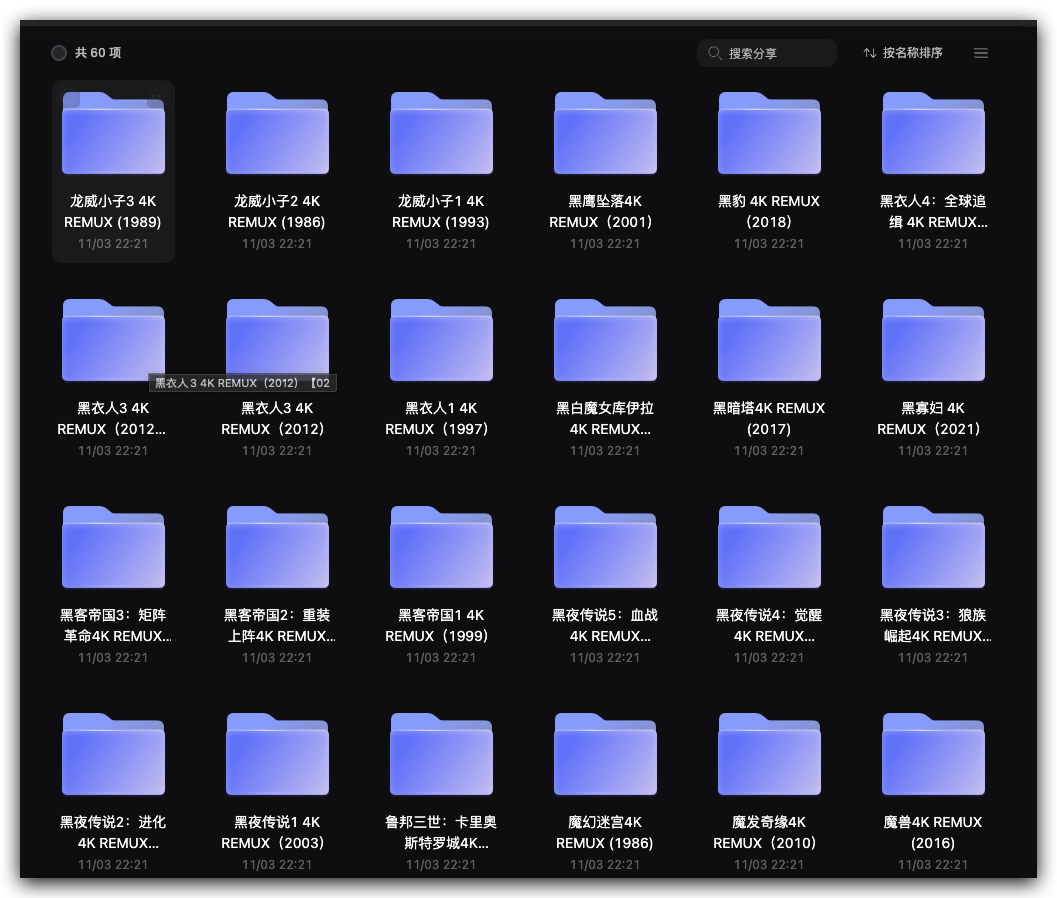 共 60 项
搜索分享
按名称排序
龙威小子3 4K
REMUX (1989)
11/03 22:21
龙威小子2 4K
REMUX (1986)
11/03 22:21
龙威小子1 4K
REMUX (1993)
11/03 22:21
黑鹰坠落4K
REMUX（2001）
11/03 22:21
黑豹 4K REMUX
（2018）
11/03 22:21
黑衣人4：全球追
缉 4K REMUX...
11/03 22:21
黑衣人3 4K REMUX（2012）【02
黑衣人3 4K
REMUX（2012...
11/03 22:21
黑衣人3 4K
REMUX（2012）
11/03 22:21
黑衣人1 4K
REMUX（1997）
11/03 22:21
黑白魔女库伊拉
4K REMUX...
11/03 22:21
黑暗塔4K REMUX
(2017)
11/03 22:21
黑寡妇 4K
REMUX（2021）
11/03 22:21
黑客帝国3：矩阵
革命4K REMUX...
11/03 22:21
黑客帝国2：重装
上阵4K REMUX...
11/03 22:21
黑客帝国1 4K
REMUX（1999）
11/03 22:21
黑夜传说5：血战
4K REMUX...
11/03 22:21
黑夜传说4：觉醒
4K REMUX...
11/03 22:21
黑夜传说3：狼族
崛起4K REMUX...
11/03 22:21
黑夜传说2：进化
4K REMUX...
11/03 22:21
黑夜传说1 4K
REMUX（2003）
11/03 22:21
鲁邦三世：卡里奥
斯特罗城4K...
11/03 22:21
魔幻迷宫4K
REMUX (1986)
11/03 22:21
魔发奇缘4K
REMUX（2010）
11/03 22:21
魔兽4K REMUX
(2016)
11/03 22:21